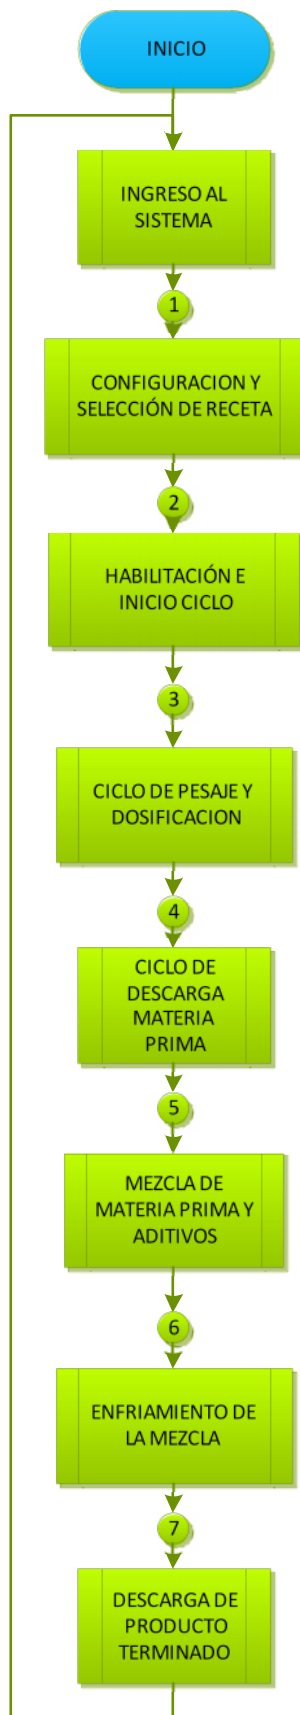 INICIO
INGRESO AL
SISTEMA
1
CONFIGURACION Y
SELECCIÓN DE RECETA
2
HABILITACIÓN E
INICIO CICLO
3
CICLO DE PESAJE Y
DOSIFICACION
4
CICLO DE
DESCARGA
MATERIA
PRIMA
5
MEZCLA DE
MATERIA PRIMA Y
ADITIVOS
6
ENFRIAMIENTO DE
LA MEZCLA
7
DESCARGA DE
PRODUCTO
TERMINADO